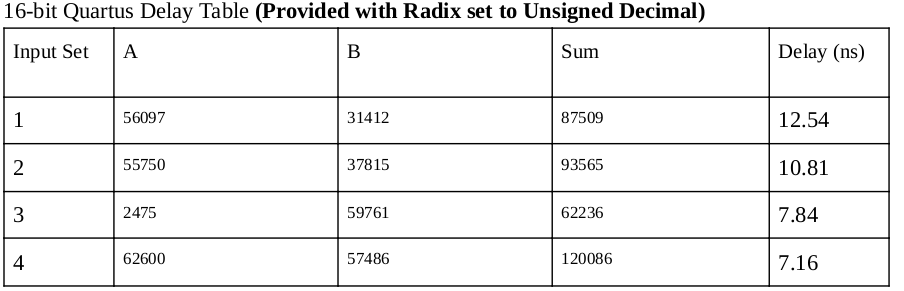 16-bit Quartus Delay Table (Provided with Radix set to Unsigned Decimal)
Input Set A B Sum Delay (ns)
1 56097 31412 87509 12.54
2 55750 37815 93565 10.81
3 2475 59761 62236 7.84
4 62600 57486 120086 7.16